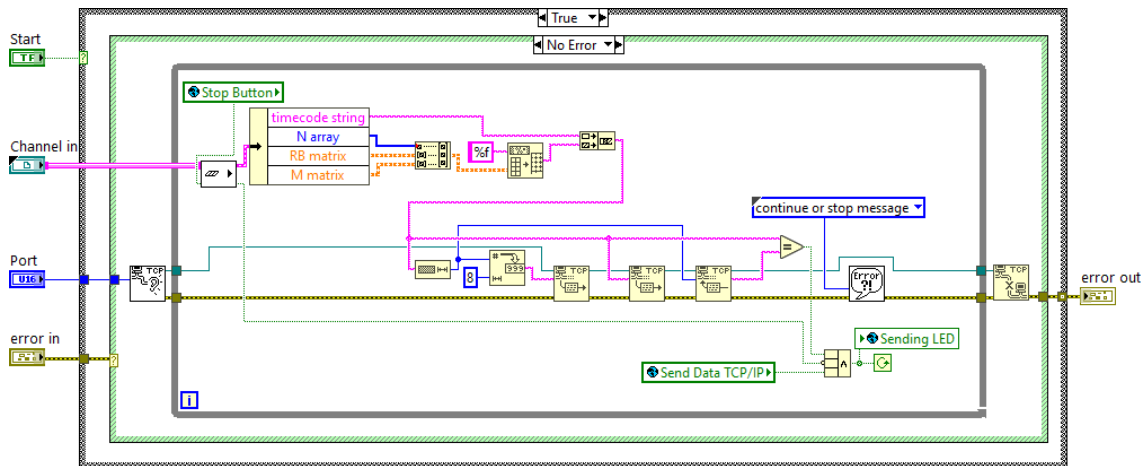 True
Start
TF
?
No Error
Stop Button
timecode string
Channel in
N array
RB matrix
M matrix
%f
continue or stop message
=
Port
U16
TCP
8
#
999
TCP
TCP
TCP
Error
?!
TCP
error out
error in
?
Sending LED
Send Data TCP/IP
i